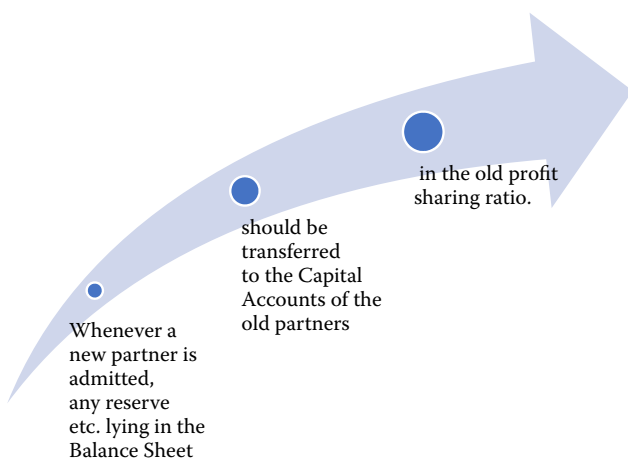 Whenever a
new partner is
admitted,
any reserve
etc. lying in the
Balance Sheet
should be
transferred
to the Capital
Accounts of the
old partners
in the old profit
sharing ratio.